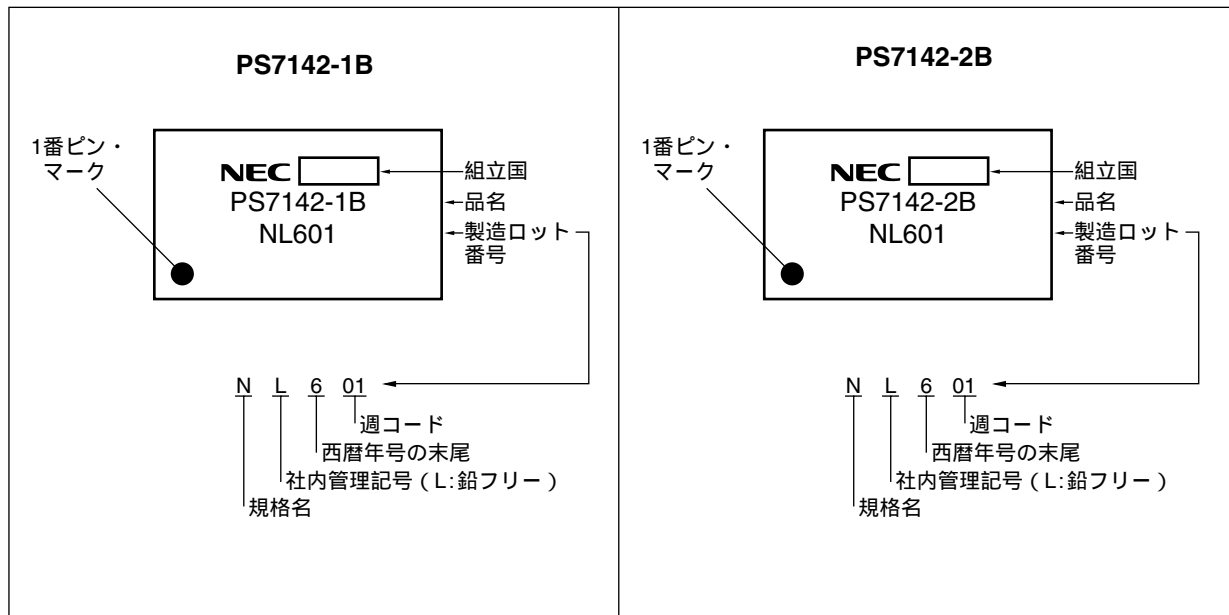 PS7142-1B
1番ピン・
マーク
NEC
組立国
PS7142-1B
品名
NL601
製造ロット
番号
N L 6 01
週コード
西暦年号の末尾
社内管理記号(L:鉛フリー)
規格名
PS7142-2B
1番ピン・
マーク
NEC
組立国
PS7142-2B
品名
NL601
製造ロット
番号
N L 6 01
週コード
西暦年号の末尾
社内管理記号(L:鉛フリー)
規格名